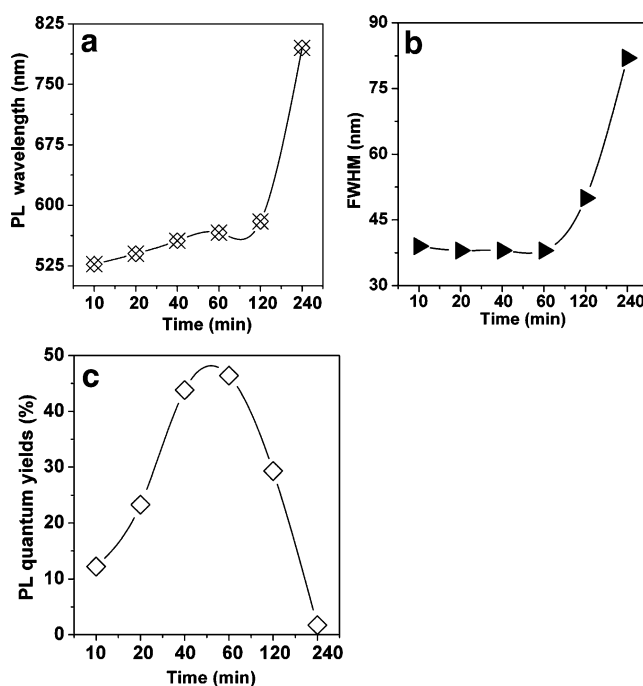 a
PL wavelength (nm)
825
750
675
600
525
10 20 40 60 120 240
Time (min)
b
FWHM (nm)
90
75
60
45
30
10 20 40 60 120 240
Time (min)
c
PL quantum yields (%)
50
40
30
20
10
0
10 20 40 60 120 240
Time (min)